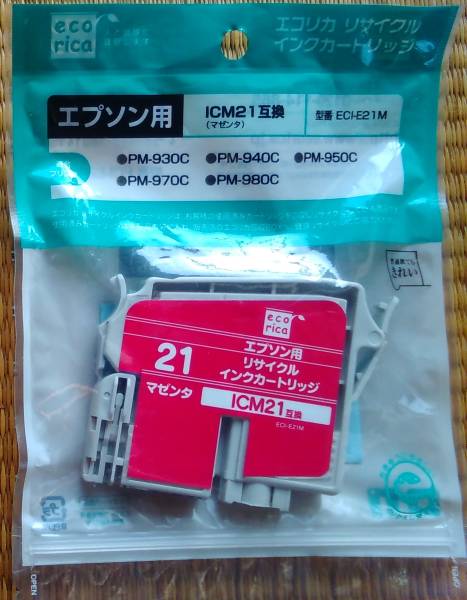 eco
rica
エコリカ リサイクル
インクカートリッジ
エプソン用
ICM21互換
(マゼンタ)
型番 ECI-E21M
●PM-930C ●PM-940C ●PM-950C
●PM-970C ●PM-980C
きれい
eco
rica
21
マゼンタ
エプソン用
リサイクル
インクカートリッジ
ICM21互換
ECI-E21M
OPEN